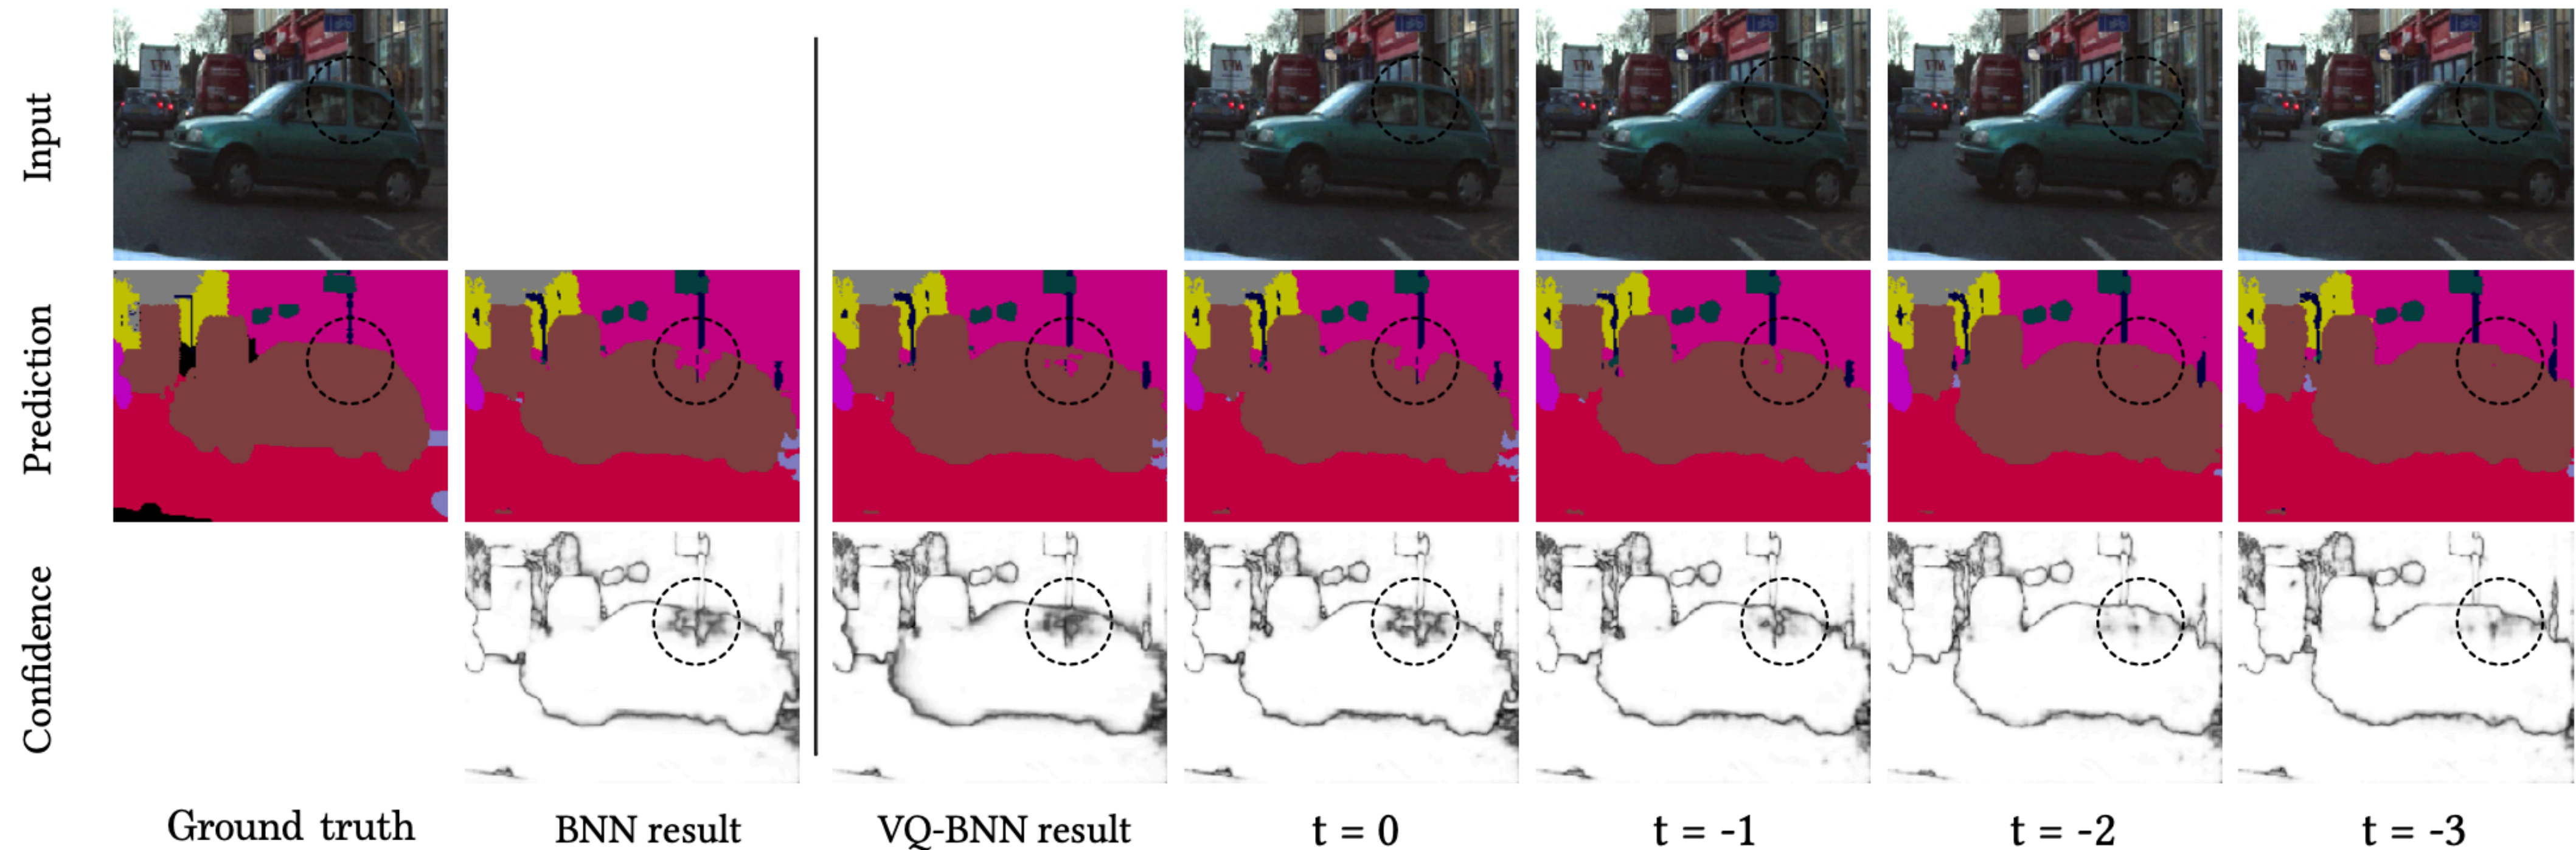 Input
Prediction
Confidence
Ground truth
BNN result
VQ-BNN result
t = 0
t = -1
t = -2
t = -3